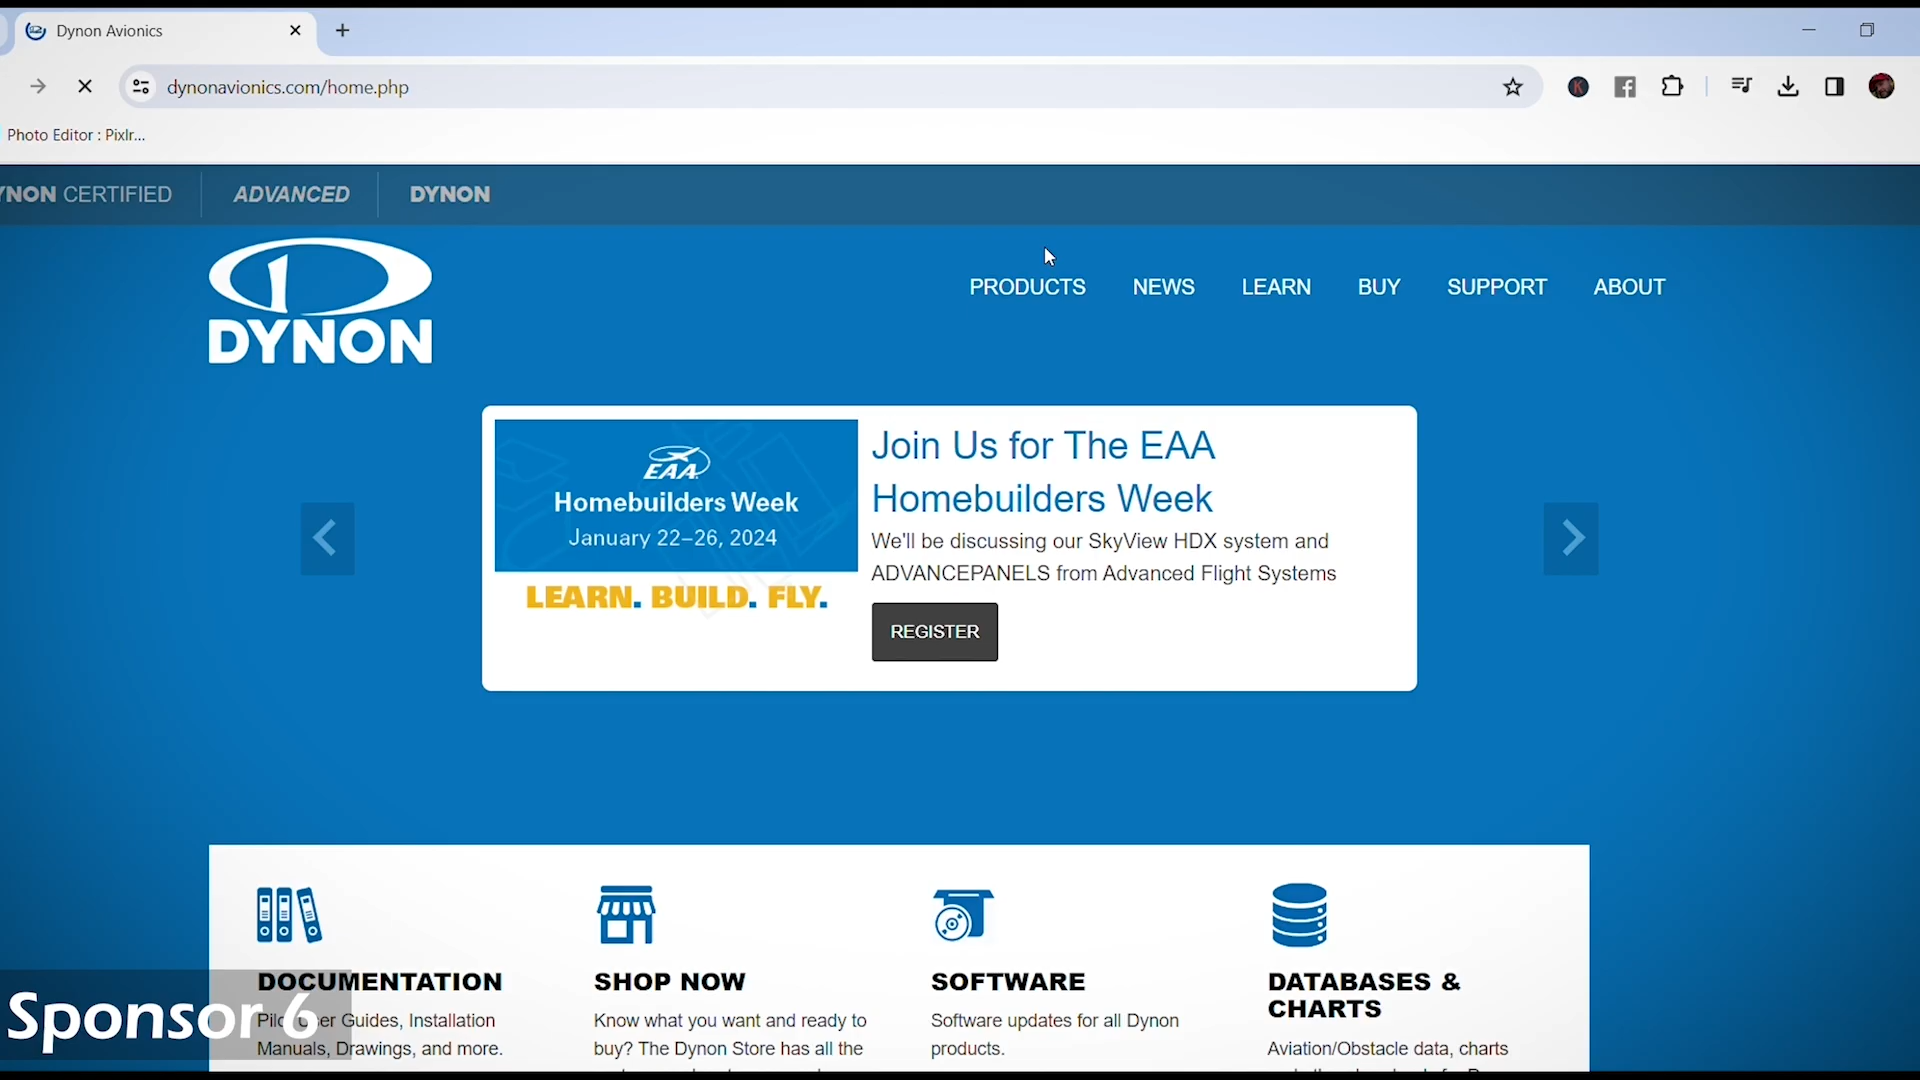 Dynon Avionics
dynonavionics.com/home.php
Photo Editor : Pixlr...
YNON CERTIFIED
ADVANCED
DYNON
DYNON
PRODUCTS
NEWS
LEARN
BUY
SUPPORT
ABOUT
EAA
Homebuilders Week
January 22–26, 2024
LEARN. BUILD. FLY.
Join Us for The EAA
Homebuilders Week
We'll be discussing our SkyView HDX system and
ADVANCEPANELS from Advanced Flight Systems
REGISTER
DOCUMENTATION
Pilot User Guides, Installation
Manuals, Drawings, and more.
SHOP NOW
Know what you want and ready to
buy? The Dynon Store has all the
SOFTWARE
Software updates for all Dynon
products.
DATABASES &
CHARTS
Aviation/Obstacle data, charts
Sponsor 6